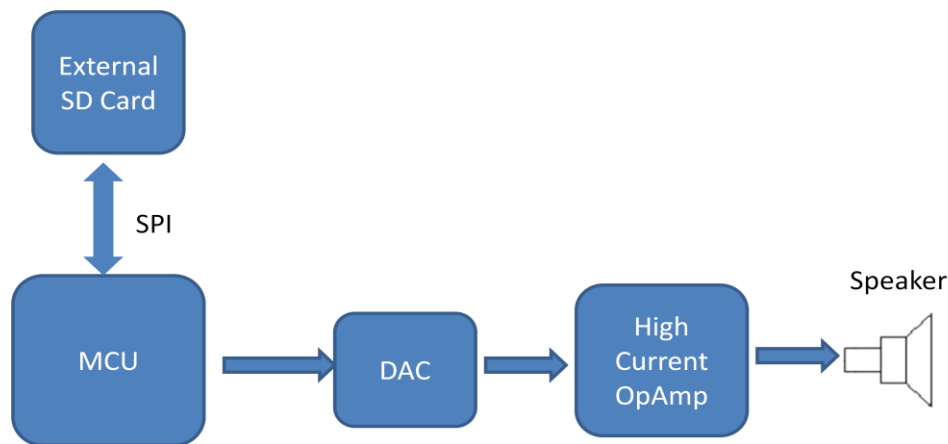 External
SD Card
SPI
MCU
DAC
High
Current
OpAmp
Speaker